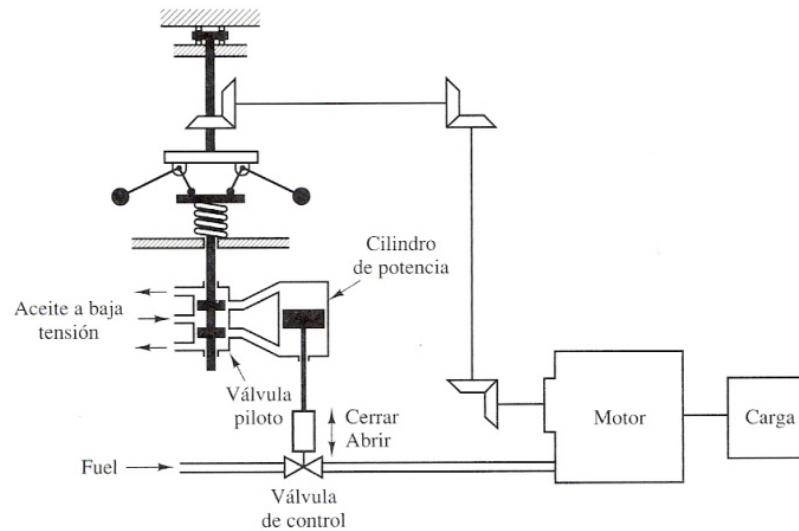 Cilindro
de potencia
Aceite a baja
tensión
Válvula
piloto
Cerrar
Abrir
Motor
Carga
Fuel
Válvula
de control